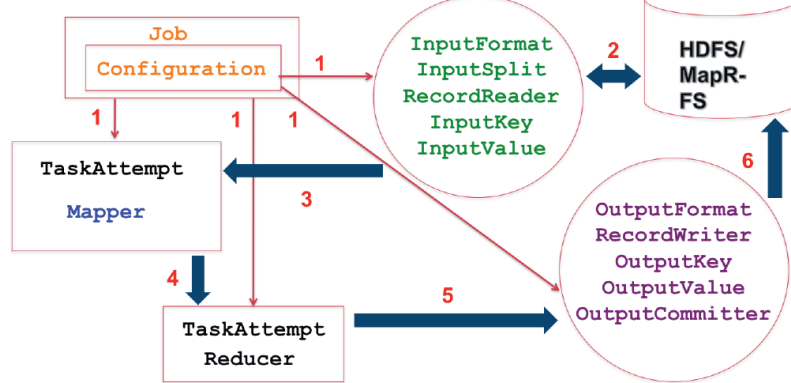 Job
Configuration
1
1
1
1
InputFormat
InputSplit
RecordReader
InputKey
InputValue
2
HDFS/
MapR-
FS
TaskAttempt
Mapper
3
4
TaskAttempt
Reducer
5
OutputFormat
RecordWriter
OutputKey
OutputValue
OutputCommitter
6